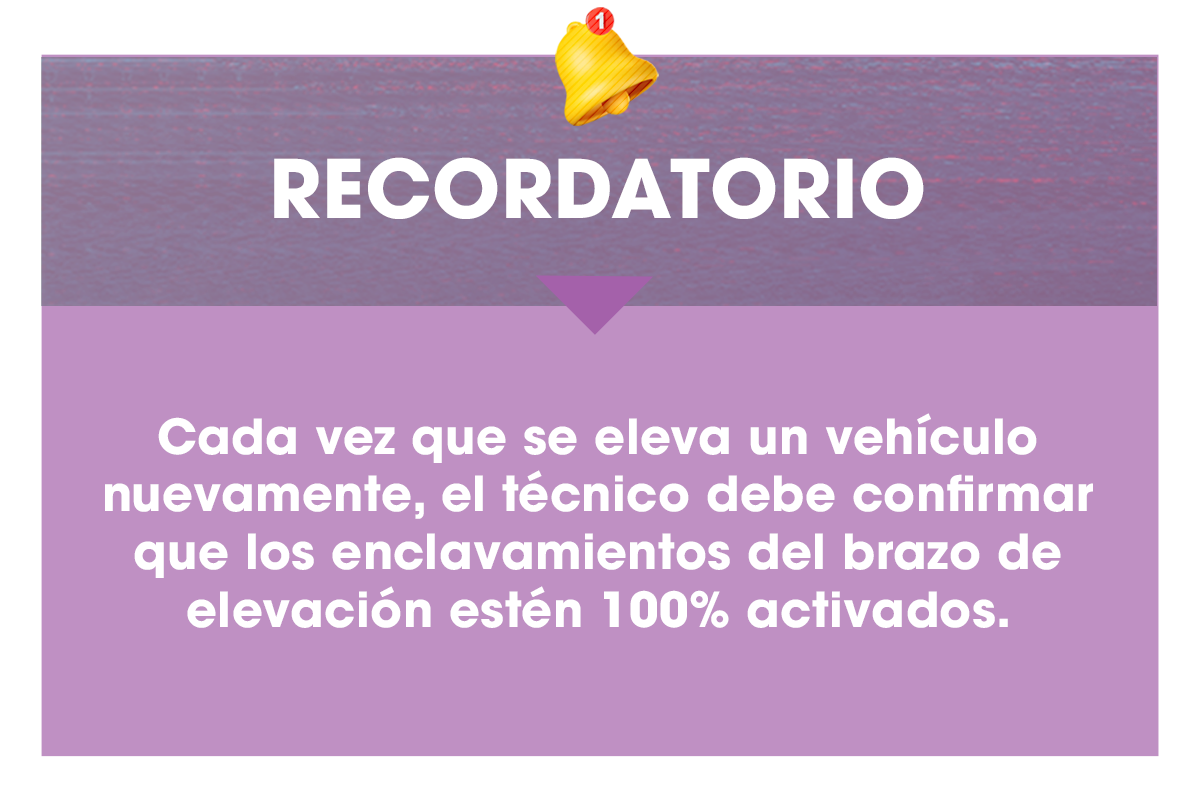 1
RECORDATORIO
Cada vez que se eleva un vehículo
nuevamente, el técnico debe confirmar
que los enclavamientos del brazo de
elevación estén 100% activados.